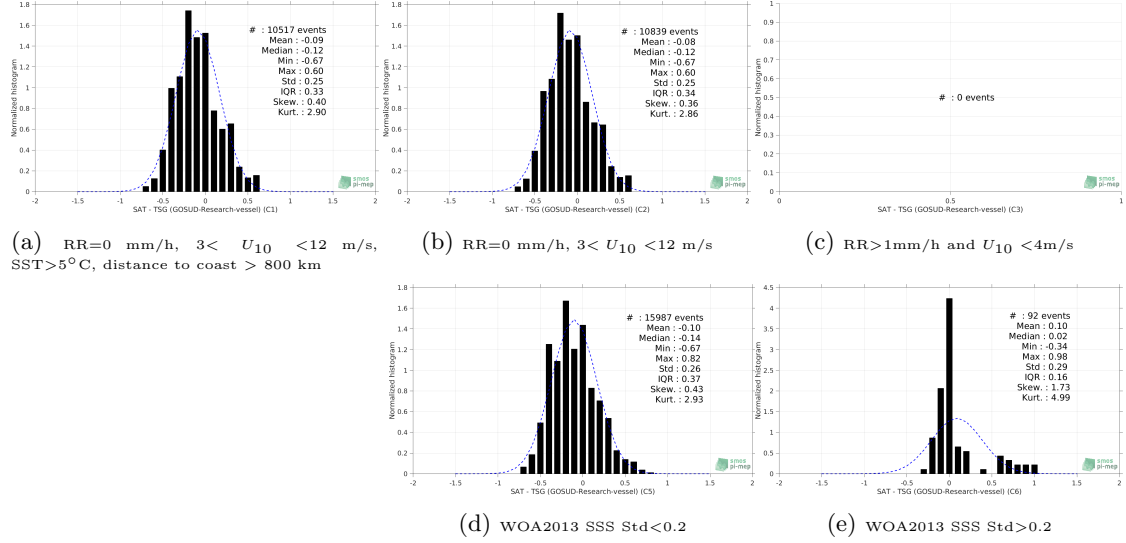 1.8
1.6
1.4
1.2
1
0.8
0.6
0.4
0.2
0
Normalized histogram
# : 10517 events
Mean : -0.09
Median : -0.12
Min : -0.67
Max : 0.60
Std : 0.25
IQR : 0.33
Skew. : 0.40
Kurt. : 2.90
smos
pi-mep
-2 -1.5 -1 -0.5 0 0.5 1 1.5 2
SAT - TSG (GOSUD-Research-vessel) (C1)
(a) RR=0 mm/h, 3< U10 <12 m/s,
SST>5°C, distance to coast > 800 km
1.8
1.6
1.4
1.2
1
0.8
0.6
0.4
0.2
0
Normalized histogram
# : 10839 events
Mean : -0.08
Median : -0.12
Min : -0.67
Max : 0.60
Std : 0.25
IQR : 0.34
Skew. : 0.36
Kurt. : 2.86
smos
pi-mep
-2 -1.5 -1 -0.5 0 0.5 1 1.5 2
SAT - TSG (GOSUD-Research-vessel) (C2)
(b) RR=0 mm/h, 3< U10 <12 m/s
1
0.9
0.8
0.7
0.6
0.5
0.4
0.3
0.2
0.1
0
Normalized histogram
# : 0 events
smos
pi-mep
0 0.5 1
SAT - TSG (GOSUD-Research-vessel) (C3)
(c) RR>1mm/h and U10 <4m/s
1.8
1.6
1.4
1.2
1
0.8
0.6
0.4
0.2
0
Normalized histogram
# : 15987 events
Mean : -0.10
Median : -0.14
Min : -0.67
Max : 0.82
Std : 0.26
IQR : 0.37
Skew. : 0.43
Kurt. : 2.93
smos
pi-mep
-2 -1.5 -1 -0.5 0 0.5 1 1.5 2
SAT - TSG (GOSUD-Research-vessel) (C5)
(d) WOA2013 SSS Std<0.2
4.5
4
3.5
3
2.5
2
1.5
1
0.5
0
Normalized histogram
# : 92 events
Mean : 0.10
Median : 0.02
Min : -0.34
Max : 0.98
Std : 0.29
IQR : 0.16
Skew. : 1.73
Kurt. : 4.99
smos
pi-mep
-2 -1.5 -1 -0.5 0 0.5 1 1.5 2
SAT - TSG (GOSUD-Research-vessel) (C6)
(e) WOA2013 SSS Std>0.2